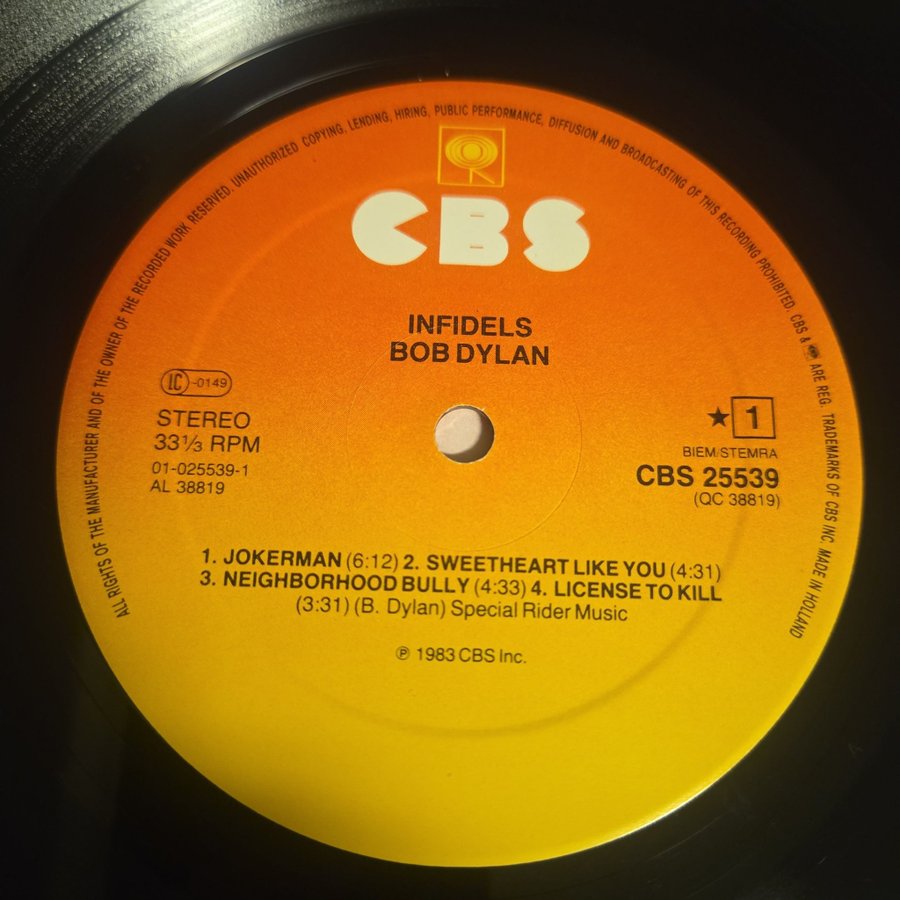 ALL RIGHTS OF THE MANUFACTURER AND OF THE OWNER OF THE RECORDED WORK RESERVED. UNAUTHORIZED COPYING, LENDING, HIRING, PUBLIC PERFORMANCE, DIFFUSION AND BROADCASTING OF THIS RECORDING PROHIBITED. CBS & ARE REG. TRADEMARKS OF CBS INC. MADE IN HOLLAND
CBS
INFIDELS
BOB DYLAN
LC-0149
STEREO
33⅓ RPM
01-025539-1
AL 38819
★ 1
BIEM/STEMRA
CBS 25539
(QC 38819)
1. JOKERMAN (6:12) 2. SWEETHEART LIKE YOU (4:31)
3. NEIGHBORHOOD BULLY (4:33) 4. LICENSE TO KILL
(3:31) (B. Dylan) Special Rider Music
℗ 1983 CBS Inc.